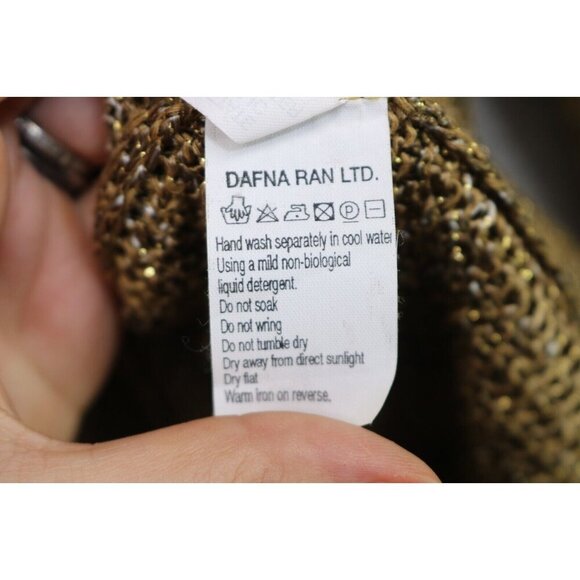 DAFNA RAN LTD.
P
Hand wash separately in cool water
Using a mild non-biological
liquid detergent.
Do not soak
Do not wring
Do not tumble dry
Dry away from direct sunlight
Dry flat
Warm iron on reverse.